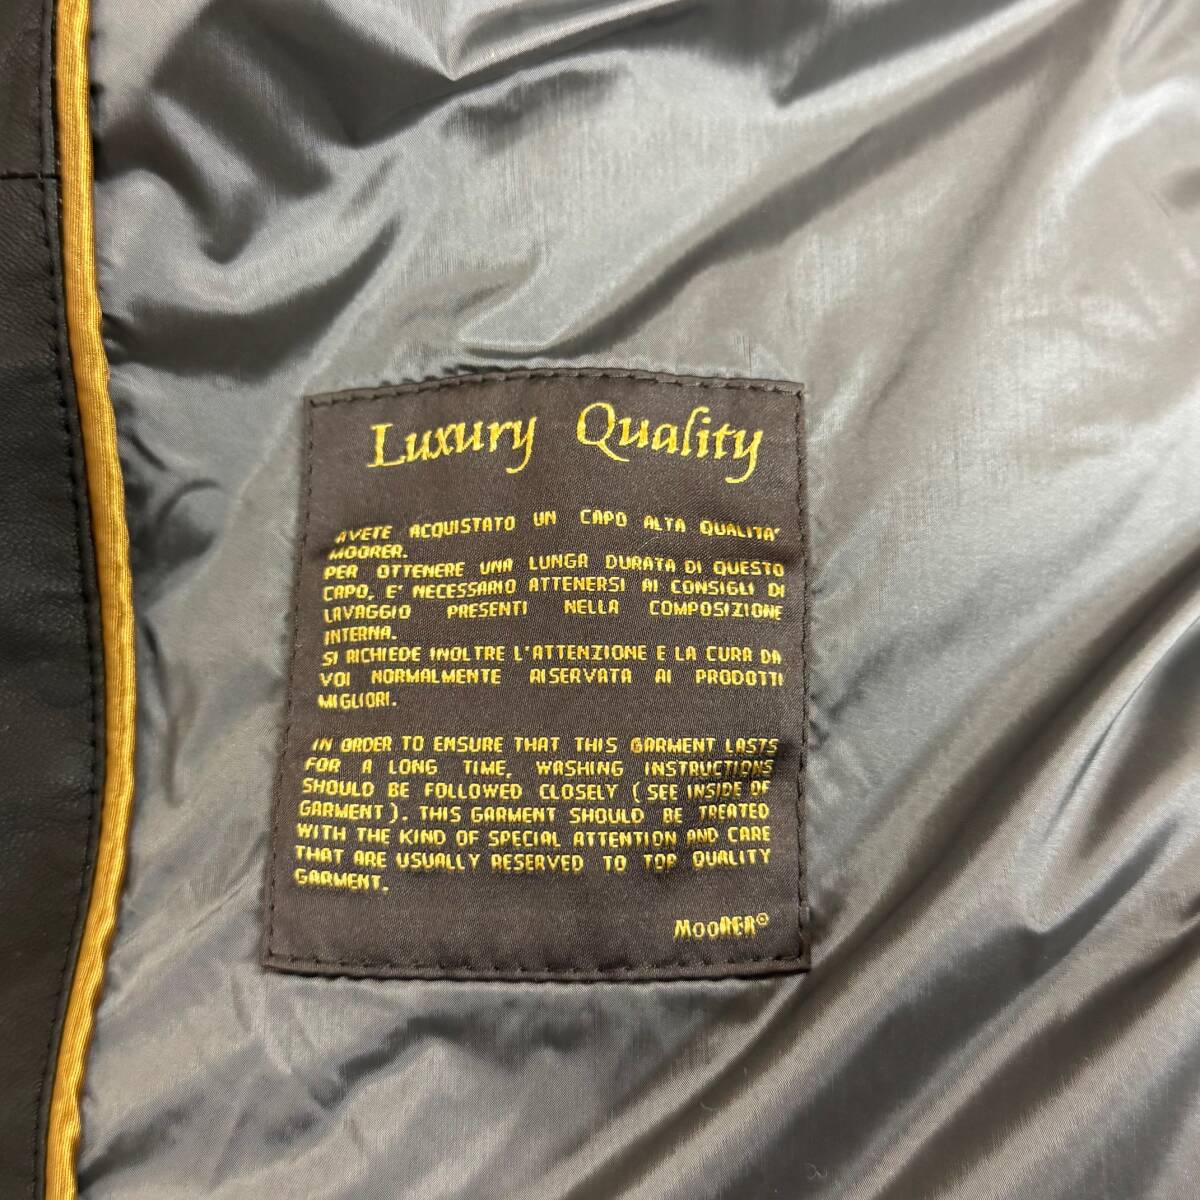 Luxury Quality
AVETE ACQUISTATO UN CAPO ALTA QUALITA'
MOORER.
PER OTTENERE UNA LUNGA DURATA DI QUESTO
CAPO, E' NECESSARIO ATTENERSI AI CONSIGLI DI
LAVAGGIO PRESENTI NELLA COMPOSIZIONE
INTERNA.
SI RICHIEDE INOLTRE L'ATTENZIONE E LA CURA DA
VOI NORMALMENTE RISERVATA AI PRODOTTI
MIGLIORI.
IN ORDER TO ENSURE THAT THIS GARMENT LASTS
FOR A LONG TIME, WASHING INSTRUCTIONS
SHOULD BE FOLLOWED CLOSELY (SEE INSIDE OF
GARMENT). THIS GARMENT SHOULD BE TREATED
WITH THE KIND OF SPECIAL ATTENTION AND CARE
THAT ARE USUALLY RESERVED TO TOP QUALITY
GARMENT.
MooRER®